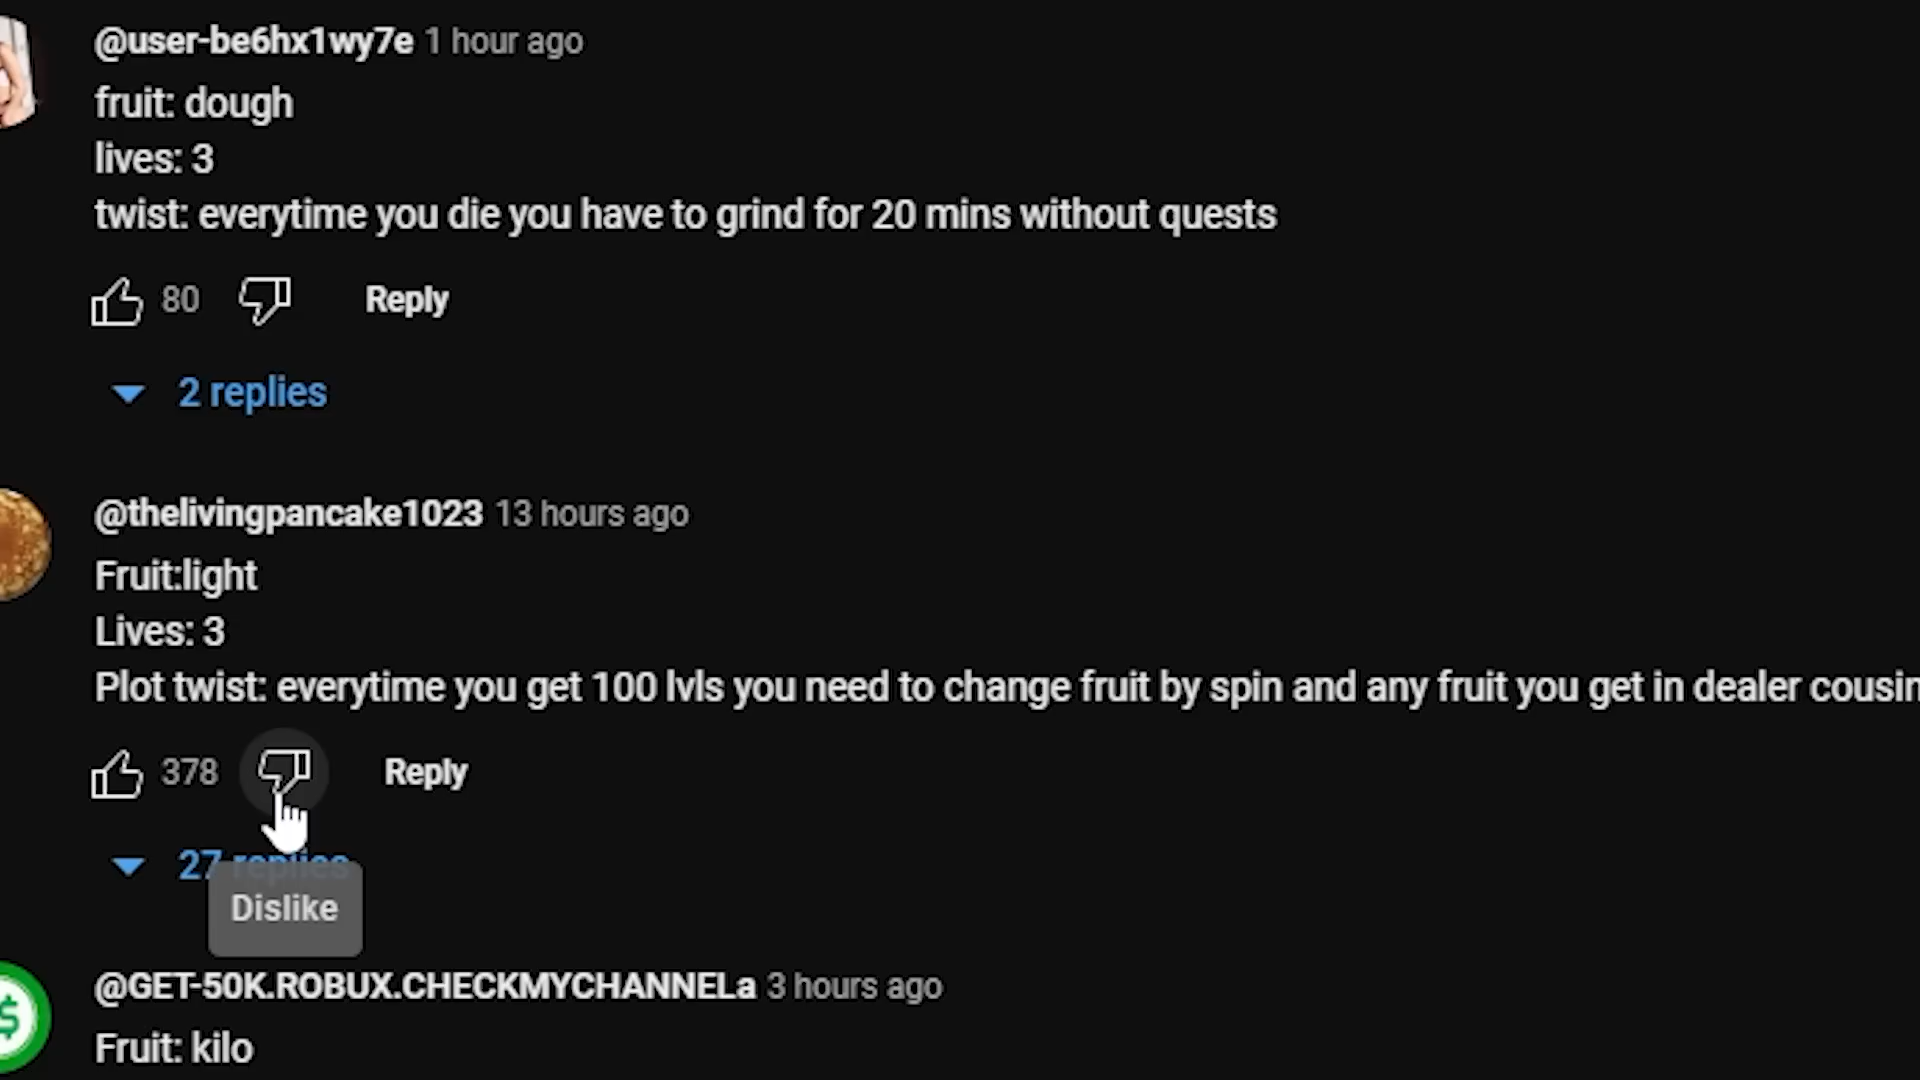 @user-be6hx1wy7e 1 hour ago
fruit: dough
lives: 3
twist: everytime you die you have to grind for 20 mins without quests
80 Reply
2 replies
@thelivingpancake1023 13 hours ago
Fruit:light
Lives: 3
Plot twist: everytime you get 100 lvls you need to change fruit by spin and any fruit you get in dealer cousin
378 Reply
27 replies
Dislike
@GET-50K.ROBUX.CHECKMYCHANNELa 3 hours ago
$
Fruit: kilo